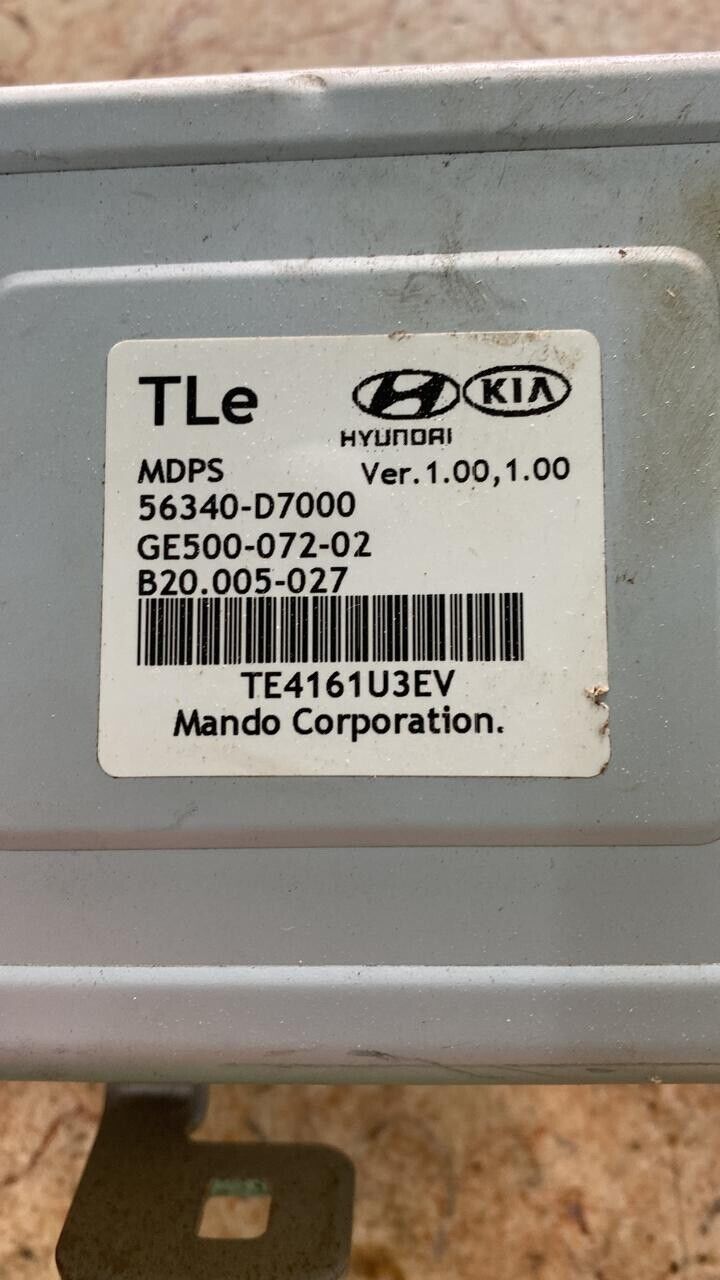 TLe
KIA
HYUNDAI
MDPS Ver.1.00,1.00
56340-D7000
GE500-072-02
B20.005-027
TE4161U3EV
Mando Corporation.